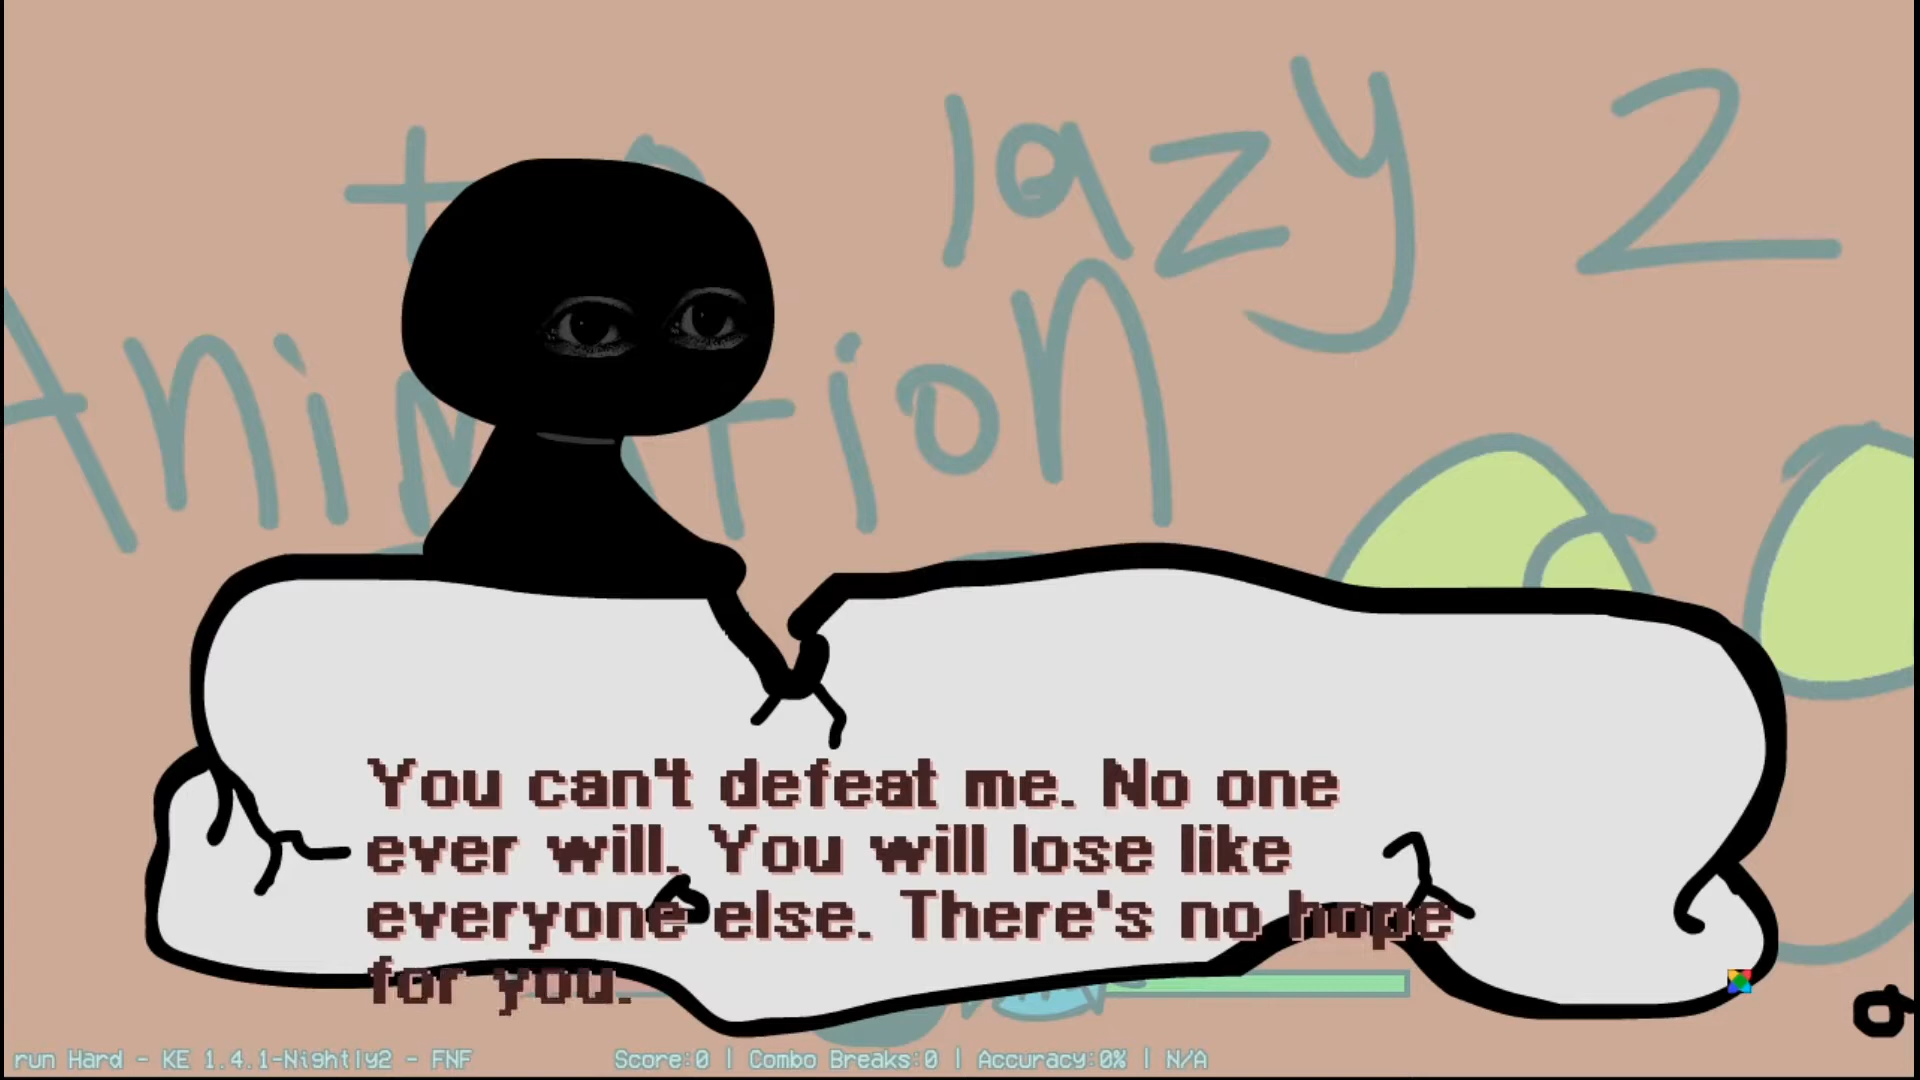 lazy 2
You can't defeat me. No one
ever will. You will lose like
everyone else. There's no hope
for you.
run Hard - KE 1.4.1-Nightly2 - FNF
Score:0 | Combo Breaks:0 | Accuracy:0% | N/A